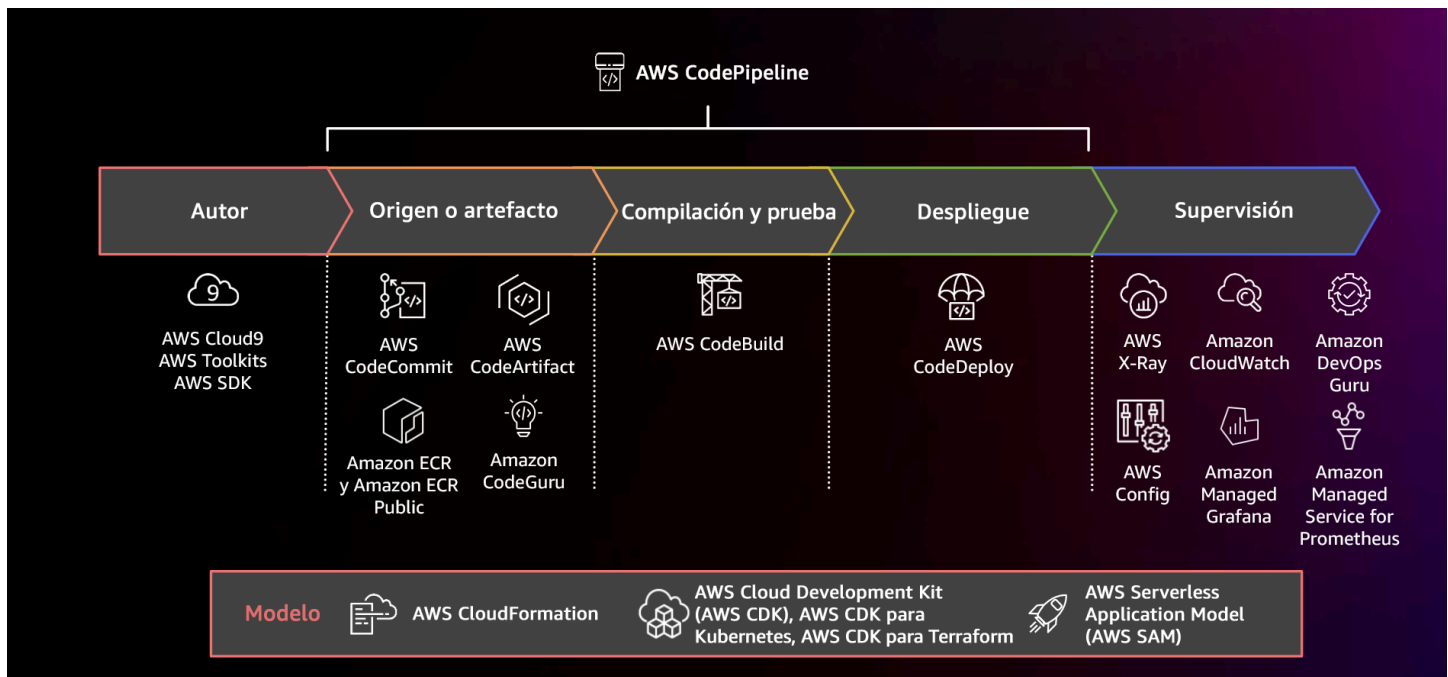 AWS CodePipeline
Autor
Origen o artefacto
Compilación y prueba
Despliegue
Supervisión
9
AWS Cloud9
AWS Toolkits
AWS SDK
AWS
CodeCommit
AWS
CodeArtifact
Amazon ECR
y Amazon ECR
Public
Amazon
CodeGuru
AWS CodeBuild
AWS
CodeDeploy
AWS
X-Ray
Amazon
CloudWatch
Amazon
DevOps
Guru
AWS
Config
Amazon
Managed
Grafana
Amazon
Managed
Service for
Prometheus
Modelo
AWS CloudFormation
AWS Cloud Development Kit
(AWS CDK), AWS CDK para
Kubernetes, AWS CDK para Terraform
AWS Serverless
Application Model
(AWS SAM)